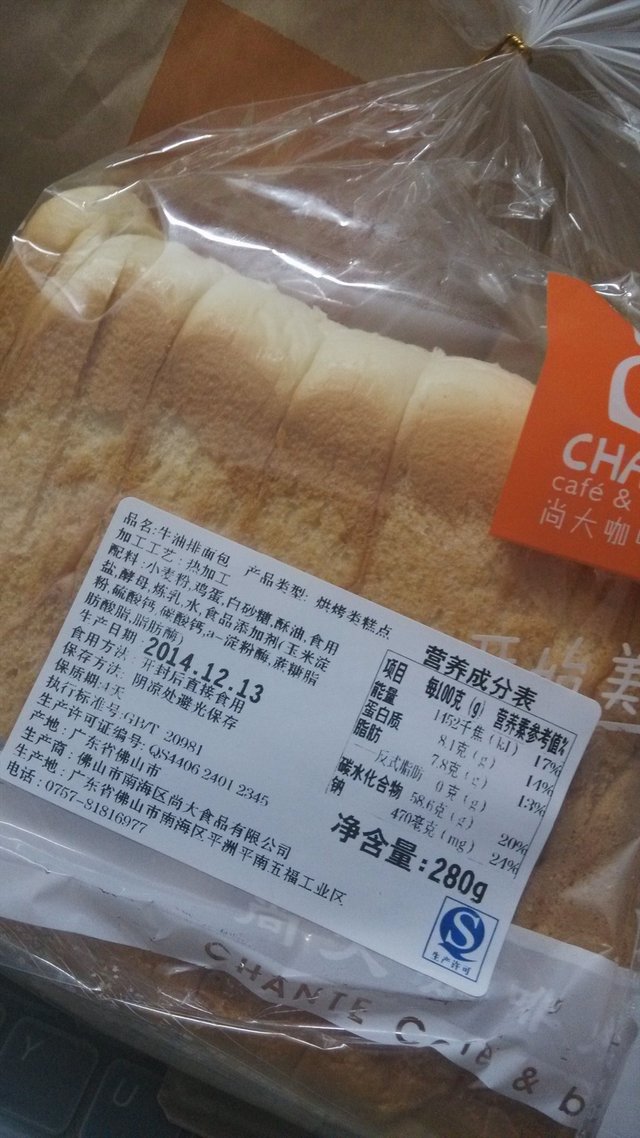 CHA
café &
尚大咖
品名:牛油排面包 产品类型: 烘烤类糕点
加工工艺: 热加工
配料: 小麦粉,鸡蛋,白砂糖,酥油,食用
盐,酵母,炼乳,水,食品添加剂(玉米淀
粉,硫酸钙,碳酸钙,a-淀粉酶,蔗糖脂
肪酸脂,脂肪酶)
生产日期: 2014.12.13
食用方法: 开封后直接食用
保存方法: 阴凉处避光保存
保质期:4天
执行标准号:GB/T 20981
生产许可证编号: QS4406 2401 2345
产地: 广东省佛山市
生产商: 佛山市南海区尚大食品有限公司
生产地: 广东省佛山市南海区平洲平南五福工业区
电话: 0757-81816977
营养成分表
项目 每100克(g) 营养素参考值%
能量 1452千焦(kJ) 17%
蛋白质 8.1克(g) 14%
脂肪 7.8克(g) 13%
——反式脂肪 0克(g)
碳水化合物 58.6克(g) 20%
钠 470毫克(mg) 24%
净含量: 280g
生产许可
CHANTE Café & b
Y
U